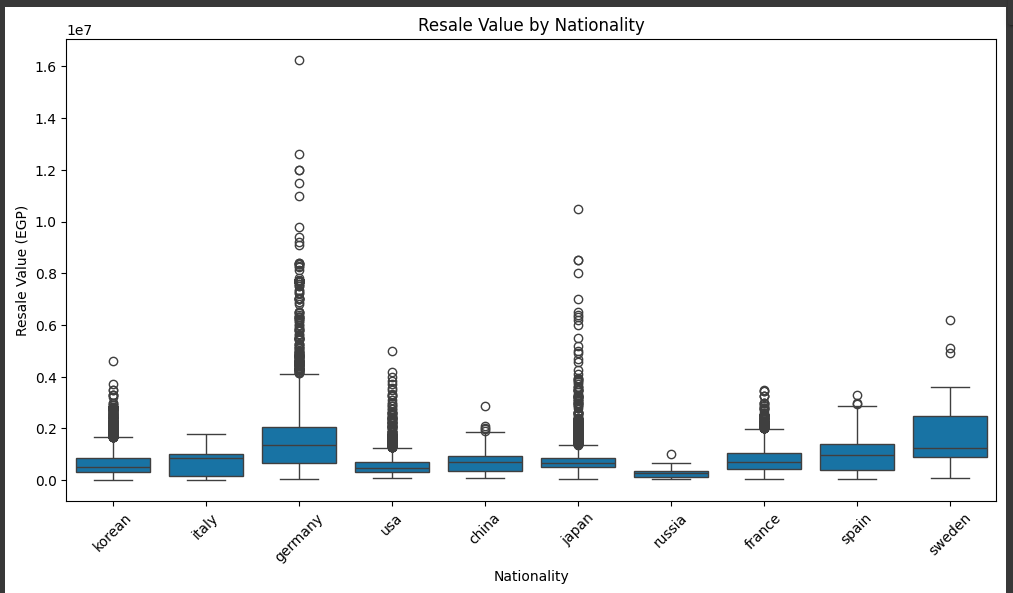 Resale Value by Nationality
1e7
1.6
1.4
1.2
1.0
0.8
0.6
0.4
0.2
0.0
Resale Value (EGP)
korean
italy
germany
usa
china
japan
russia
france
spain
sweden
Nationality